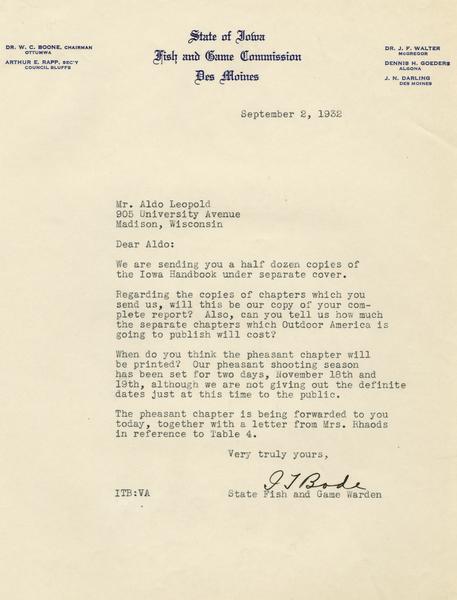 State of Iowa
Fish and Game Commission
Des Moines
DR. W. C. BOONE, CHAIRMAN
OTTUMWA
ARTHUR E. RAPP, SEC'Y
COUNCIL BLUFFS
DR. J. F. WALTER
McGREGOR
DENNIS H. GOEDERS
ALGONA
J. N. DARLING
DES MOINES
September 2, 1932
Mr. Aldo Leopold
905 University Avenue
Madison, Wisconsin
Dear Aldo:
We are sending you a half dozen copies of
the Iowa Handbook under separate cover.
Regarding the copies of chapters which you
send us, will this be our copy of your com-
plete report? Also, can you tell us how much
the separate chapters which Outdoor America is
going to publish will cost?
When do you think the pheasant chapter will
be printed? Our pheasant shooting season
has been set for two days, November 18th and
19th, although we are not giving out the definite
dates just at this time to the public.
The pheasant chapter is being forwarded to you
today, together with a letter from Mrs. Rhaods
in reference to Table 4.
Very truly yours,
I T Bode
ITB:VA State Fish and Game Warden